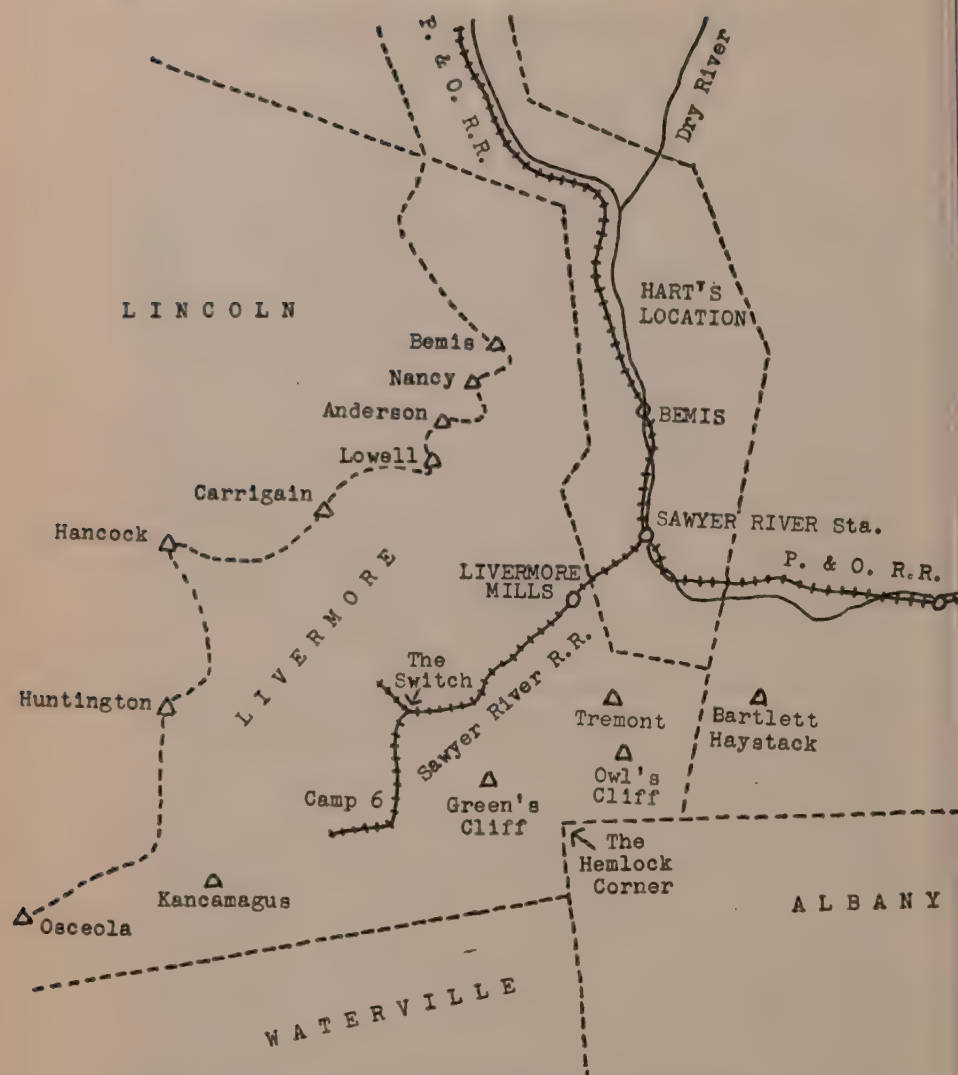 P. & O. R.R.
Dry River
LINCOLN
HART'S
LOCATION
Bemis
Nancy
Anderson
BEMIS
Lowell
Carrigain
SAWYER RIVER Sta.
Hancock
P. & O. R.R.
LIVERMORE
MILLS
LIVERMORE
The
Switch
Sawyer River R.R.
Huntington
Tremont
Bartlett
Haystack
Owl's
Cliff
Camp 6
Green's
Cliff
The
Hemlock
Corner
Kancamagus
ALBANY
Osceola
WATERVILLE